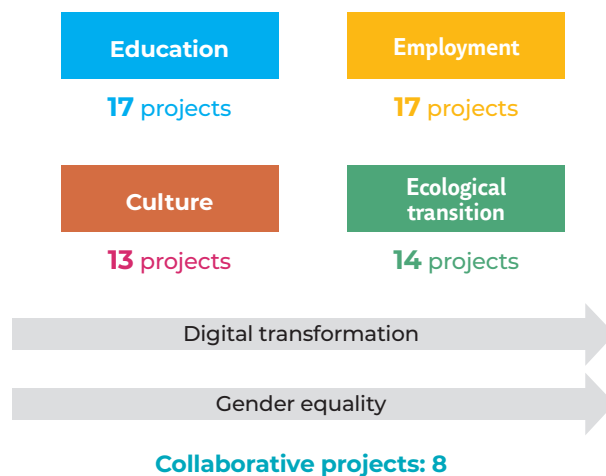 Education
Employment
17 projects
17 projects
Culture
Ecological
transition
13 projects
14 projects
Digital transformation
Gender equality
Collaborative projects: 8